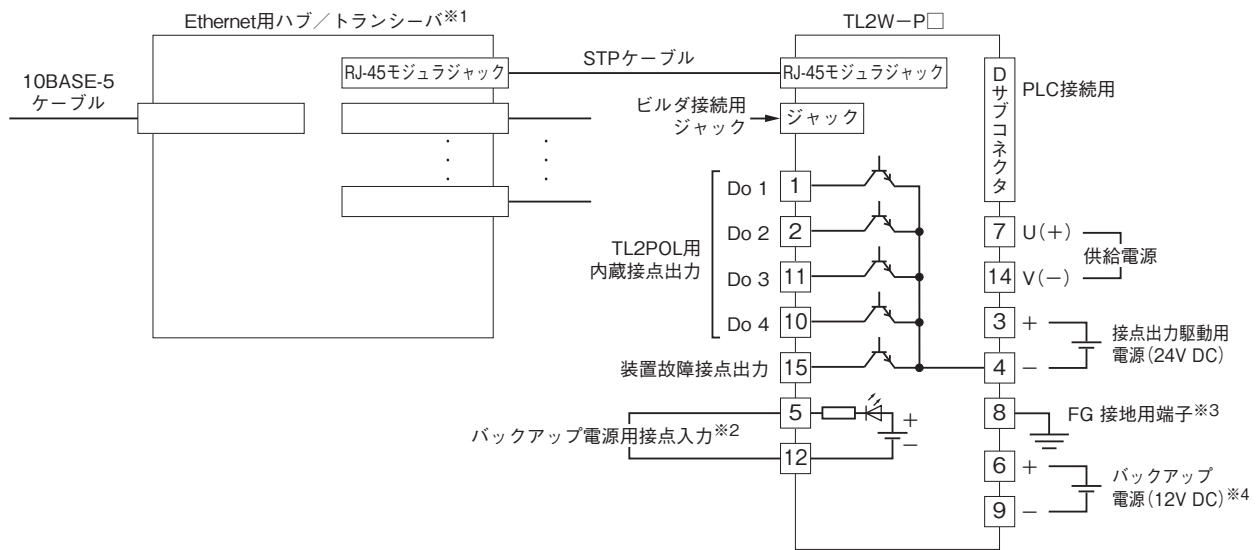 Ethernet用ハブ／トランシーバ※1
10BASE-5
ケーブル
RJ-45モジュラジャック
STPケーブル
TL2W－P□
RJ-45モジュラジャック
Dサブコネクタ
PLC接続用
ビルダ接続用
ジャック
ジャック
TL2POL用
内蔵接点出力
Do 1
1
Do 2
2
Do 3
11
Do 4
10
装置故障接点出力
15
バックアップ電源用接点入力※2
5
12
＋
－
7
U（＋）
14
V（－）
供給電源
3
＋
4
－
接点出力駆動用
電源（24V DC）
8
FG 接地用端子※3
6
＋
9
－
バックアップ
電源（12V DC）※4